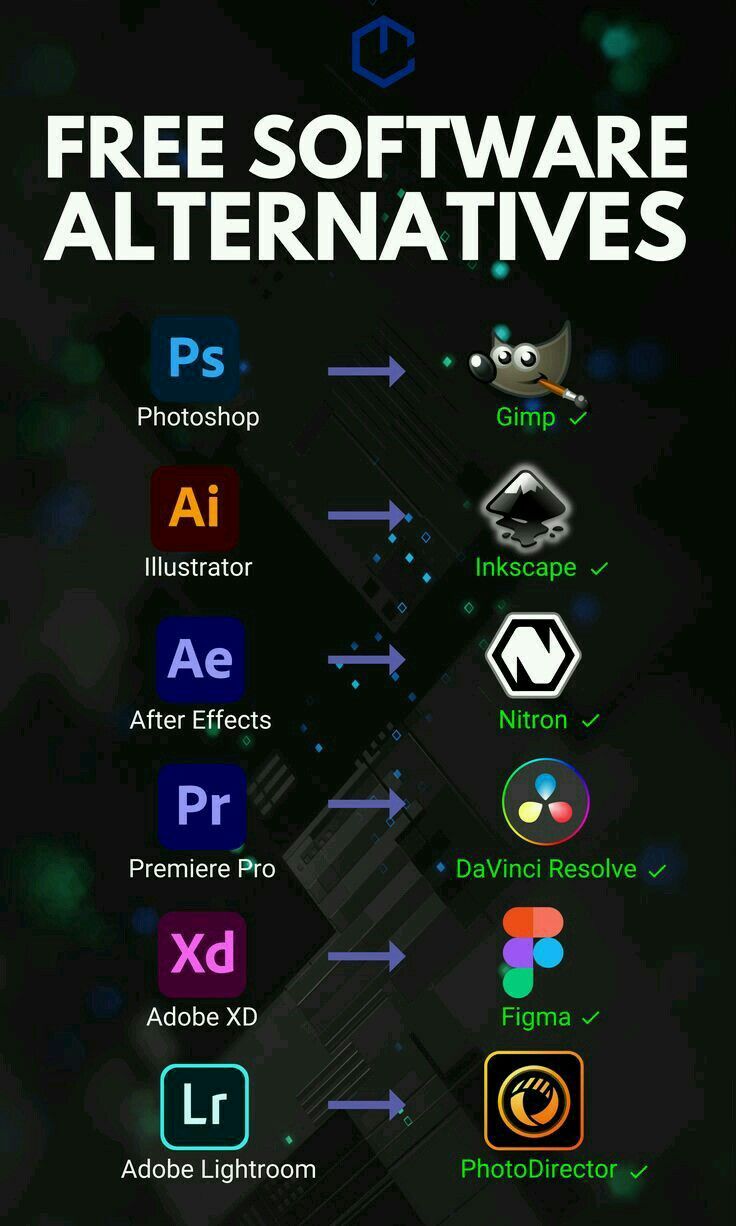 FREE SOFTWARE
ALTERNATIVES
Ps
Photoshop
Gimp
Ai
Illustrator
Inkscape
Ae
After Effects
N
Nitron
Pr
Premiere Pro
DaVinci Resolve
Xd
Adobe XD
Figma
Lr
Adobe Lightroom
PhotoDirector